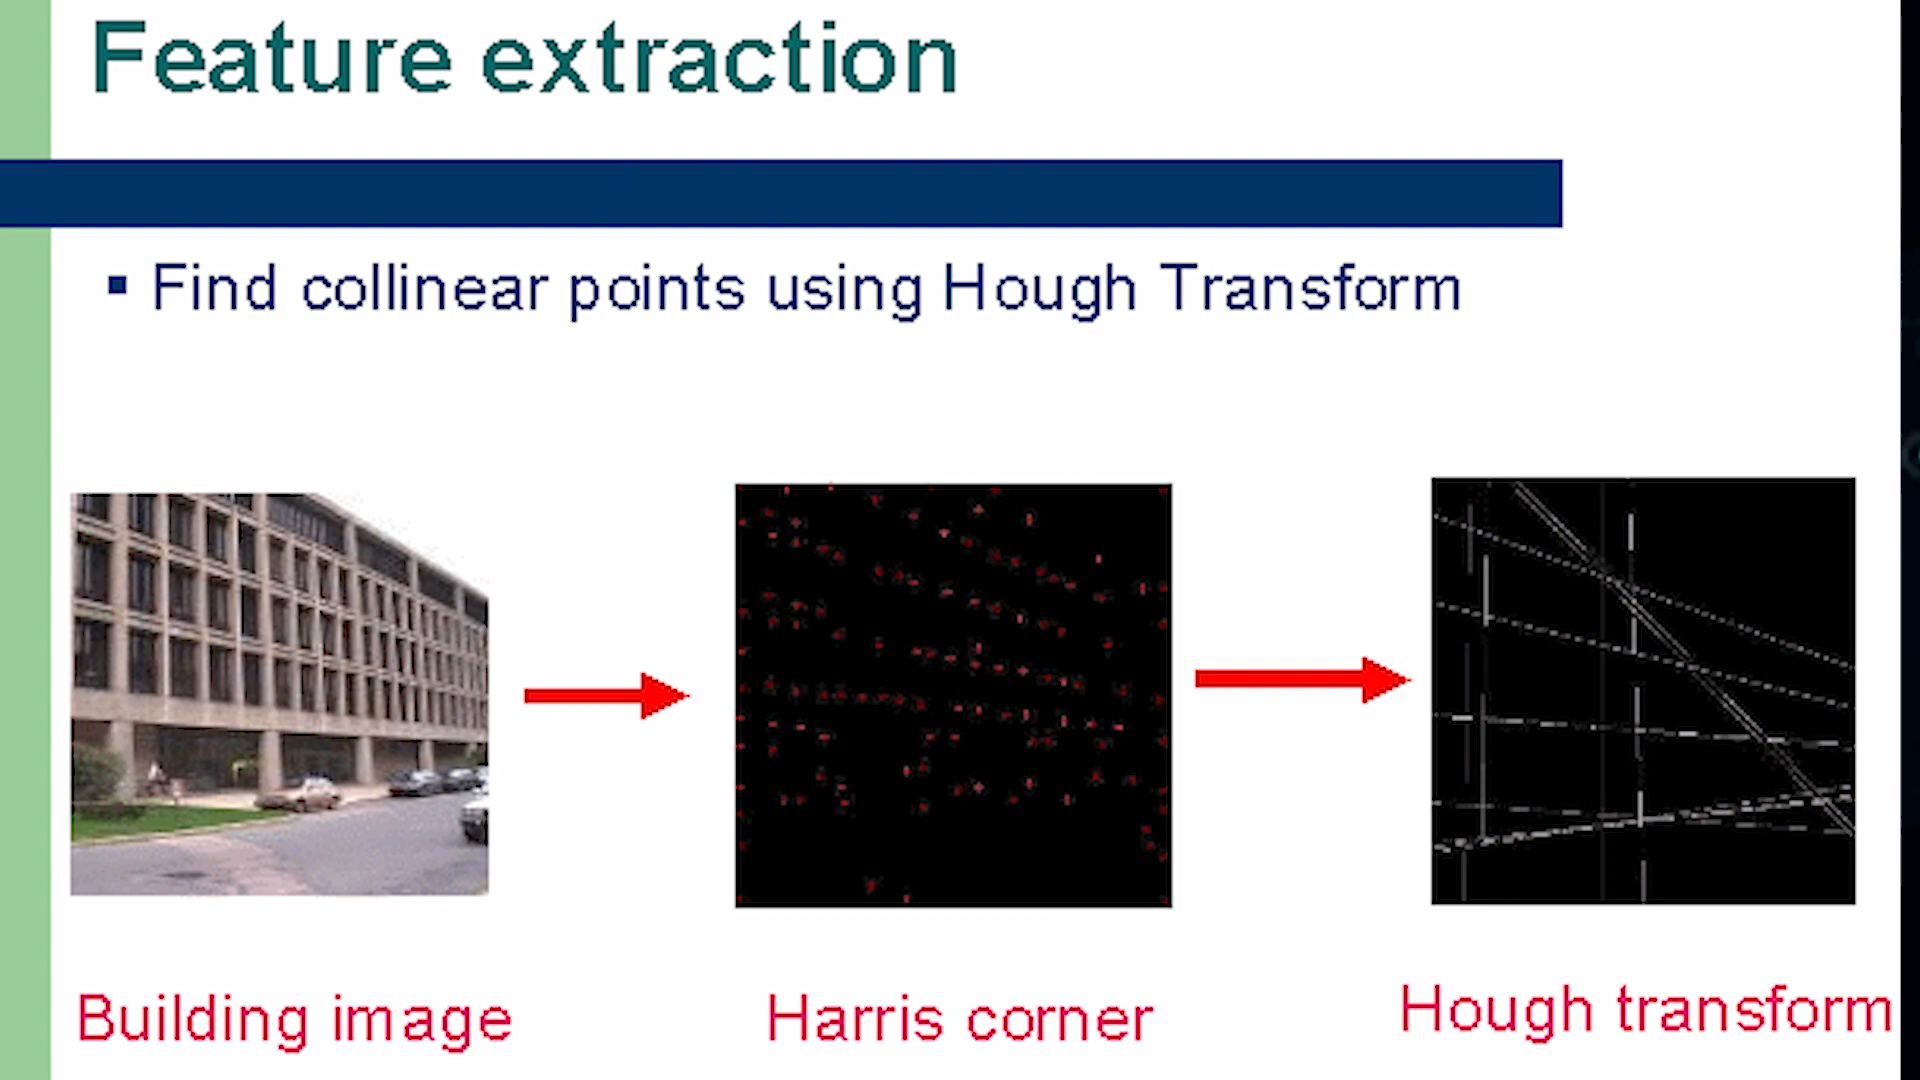 Feature extraction
▪ Find collinear points using Hough Transform
Building image
Harris corner
Hough transform